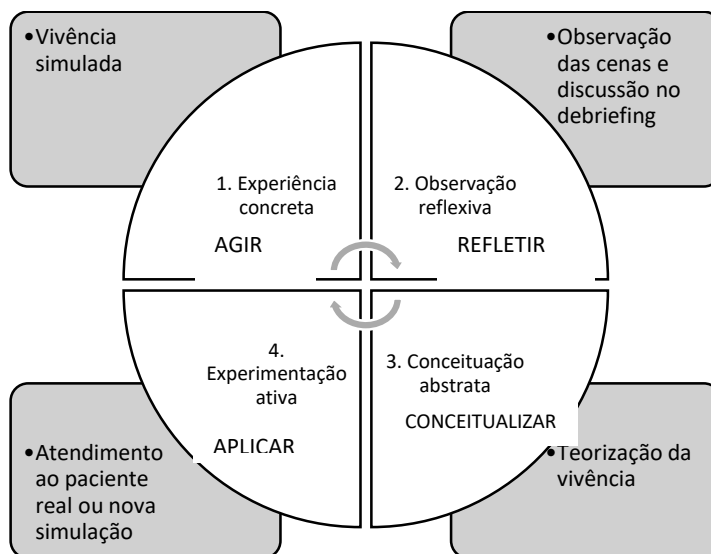 •Vivência
simulada
•Observação
das cenas e
discussão no
debriefing
1. Experiência
concreta
AGIR
2. Observação
reflexiva
REFLETIR
4.
Experimentação
ativa
APLICAR
3. Conceituação
abstrata
CONCEITUALIZAR
•Atendimento
ao paciente
real ou nova
simulação
•Teorização da
vivência